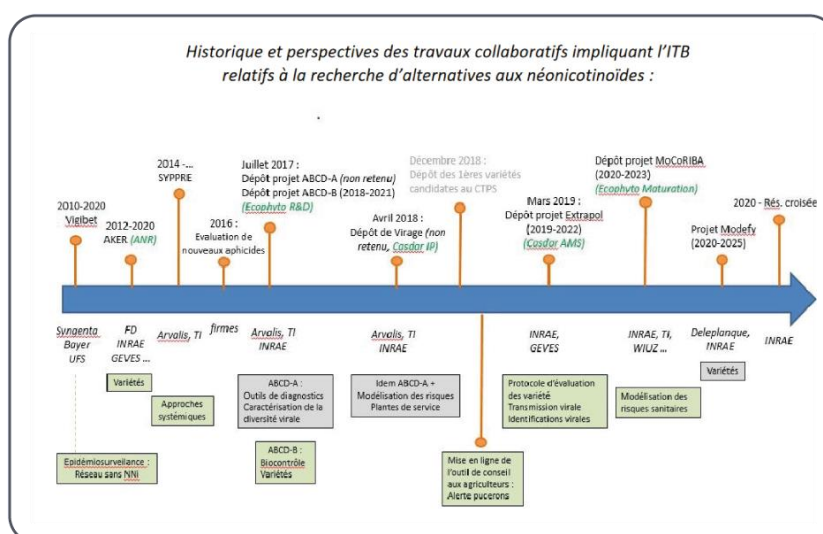 Historique et perspectives des travaux collaboratifs impliquant l'ITB
relatifs à la recherche d'alternatives aux néonicotinoïdes :
2010-2020
Vigibet
2012-2020
AKER (ANR)
2014 -...
SYPPRE
2016 :
Evaluation de
nouveaux aphicides
Juillet 2017 :
Dépôt projet ABCD-A (non retenu)
Dépôt projet ABCD-B (2018-2021)
(Ecophyto R&D)
Avril 2018 :
Dépôt de Virage (non
retenu, Casdar IP)
Décembre 2018 :
Dépôt des 1ères variétés
candidates au CTPS
Mars 2019 :
Dépôt projet Extrapol
(2019-2022)
(Casdar AMS)
Dépôt projet MoCoRIBA
(2020-2023)
(Ecophyto Maturation)
Projet Modefy
(2020-2025)
2020 - Rés. croisée
Syngenta
Bayer
UFS
FD
INRAE
GEVES ...
Arvalis, TI
firmes
Arvalis, TI
INRAE
Arvalis, TI
INRAE
INRAE,
GEVES
INRAE, TI,
WIUZ ...
Deleplanque,
INRAE
INRAE
Variétés
Approches
systémiques
ABCD-A :
Outils de diagnostics
Caractérisation de la
diversité virale
ABCD-B :
Biocontrôle
Variétés
Idem ABCD-A +
Modélisation des risques
Plantes de service
Protocole d'évaluation
des variété
Transmission virale
Identifications virales
Modélisation des
risques sanitaires
Variétés
Epidémiosurveilance :
Réseau sans NNI
Mise en ligne de
l'outil de conseil
aux agriculteurs :
Alerte pucerons